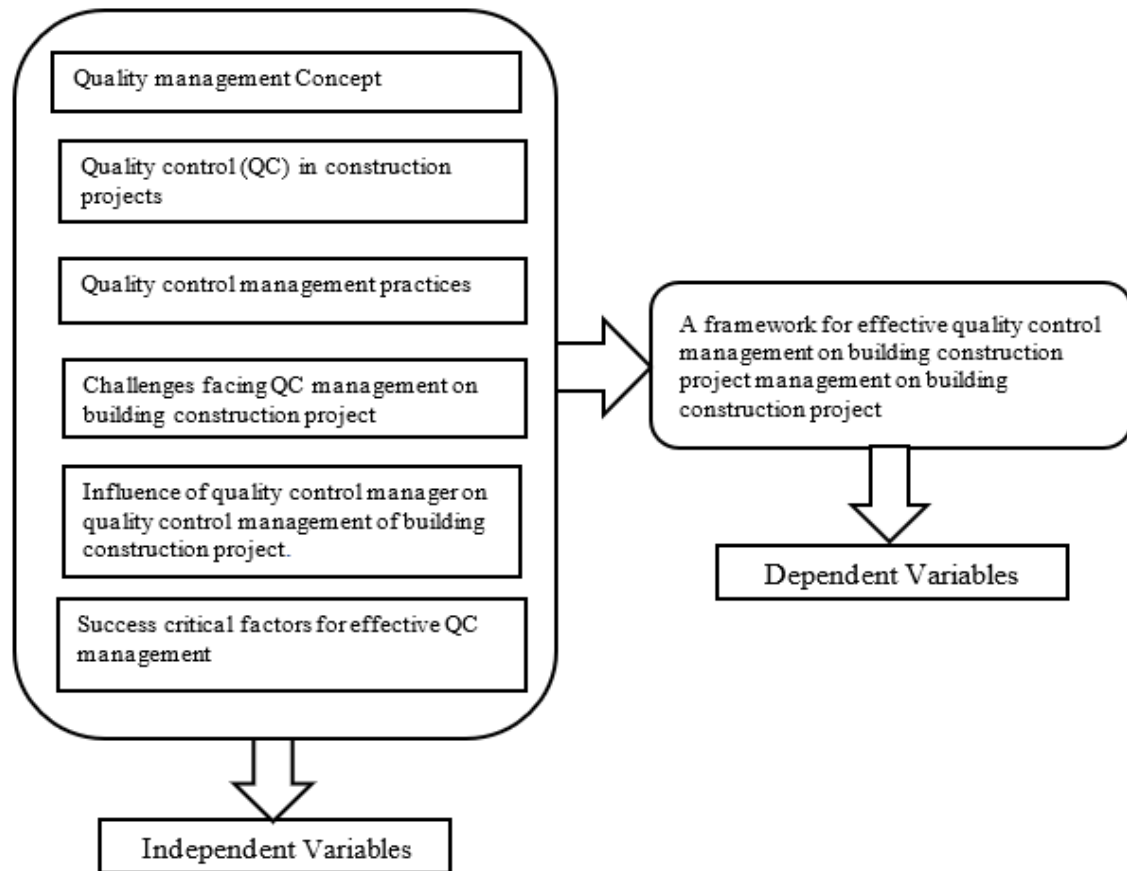 Quality management Concept
Quality control (QC) in construction
projects
Quality control management practices
Challenges facing QC management on
building construction project
Influence of quality control manager on
quality control management of building
construction project.
Success critical factors for effective QC
management
A framework for effective quality control
management on building construction
project management on building
construction project
Dependent Variables
Independent Variables